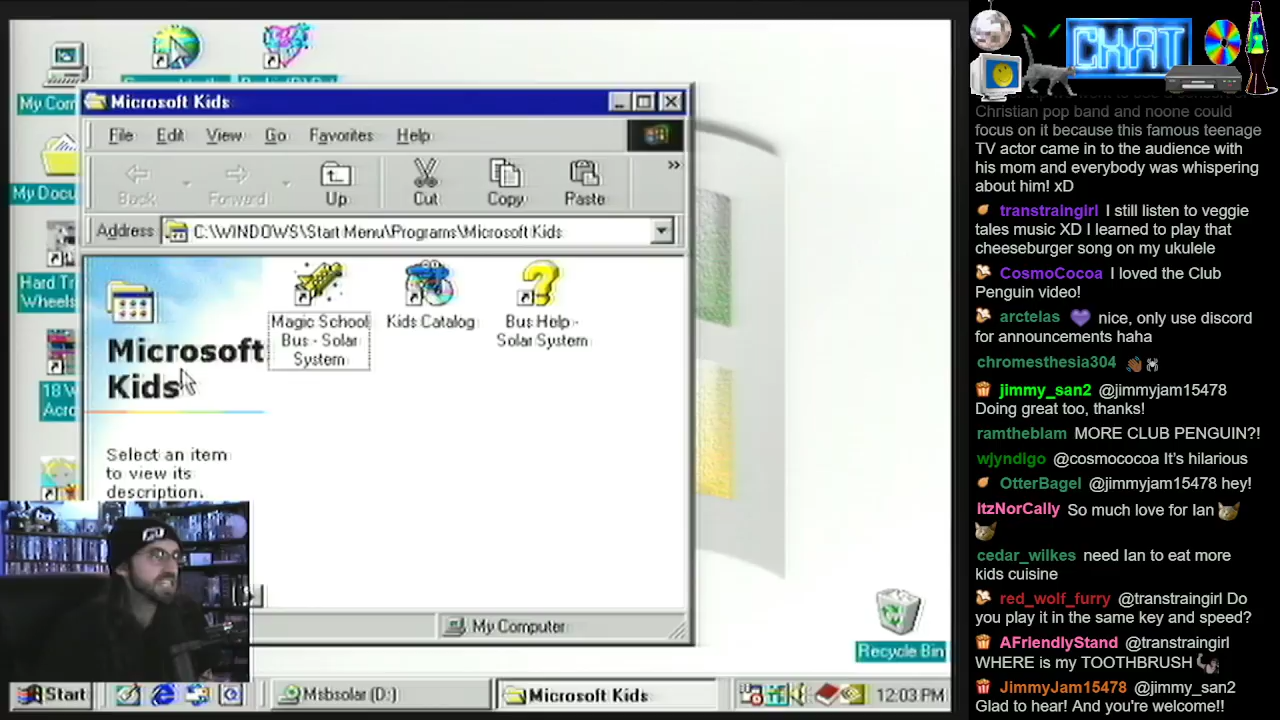 Microsoft Kids
File Edit View Go Favorites Help
Back Forward Up Cut Copy Paste
Address C:\WINDOWS\Start Menu\Programs\Microsoft Kids
Microsoft
Kids
Select an item
to view its
description.
Magic School
Bus - Solar
System
Kids Catalog
Bus Help -
Solar System
My Computer
My Com
My Docu
Hard Tr
Wheels
18 W
Acro
Recycle Bin
Start
Msbsolar (D:)
Microsoft Kids
12:03 PM
CHAT
Christian pop band and noone could
focus on it because this famous teenage
TV actor came in to the audience with
his mom and everybody was whispering
about him! xD
transtraingirl I still listen to veggie
tales music XD I learned to play that
cheeseburger song on my ukulele
CosmoCocoa I loved the Club
Penguin video!
arctelas nice, only use discord
for announcements haha
chromesthesia304
jimmy_san2 @jimmyjam15478
Doing great too, thanks!
ramtheblam MORE CLUB PENGUIN?!
wjyndigo @cosmococoa It's hilarious
OtterBagel @jimmyjam15478 hey!
ItzNorCally So much love for Ian
cedar_wilkes need Ian to eat more
kids cuisine
red_wolf_furry @transtraingirl Do
you play it in the same key and speed?
AFriendlyStand @transtraingirl
WHERE is my TOOTHBRUSH
JimmyJam15478 @jimmy_san2
Glad to hear! And you're welcome!!